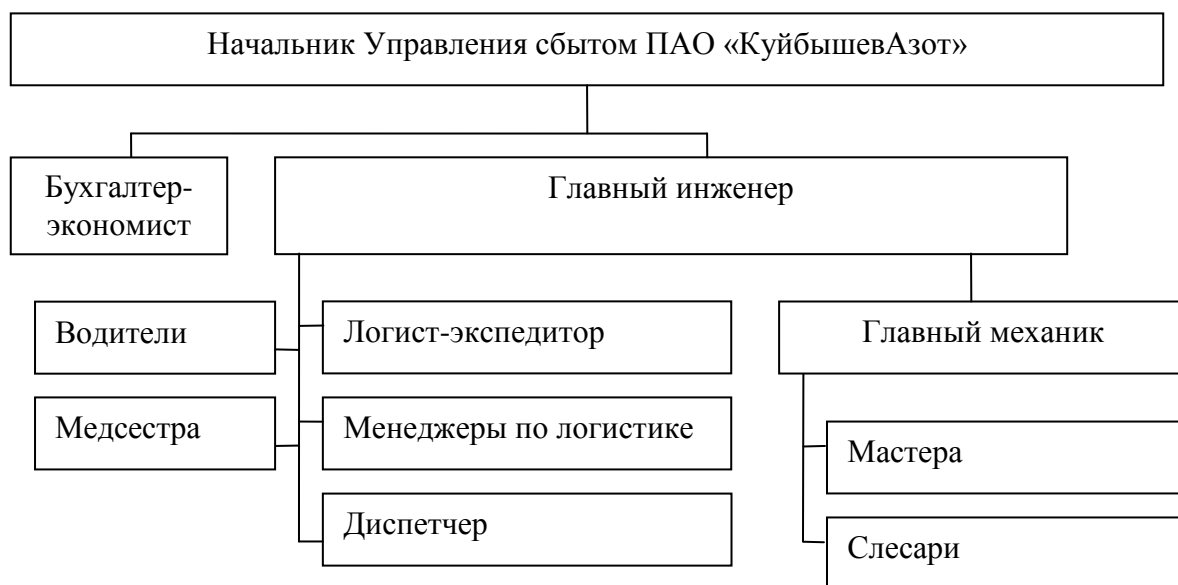 Начальник Управления сбытом ПАО «КуйбышевАзот»
Бухгалтер-
экономист
Главный инженер
Водители
Логист-экспедитор
Главный механик
Медсестра
Менеджеры по логистике
Мастера
Диспетчер
Слесари